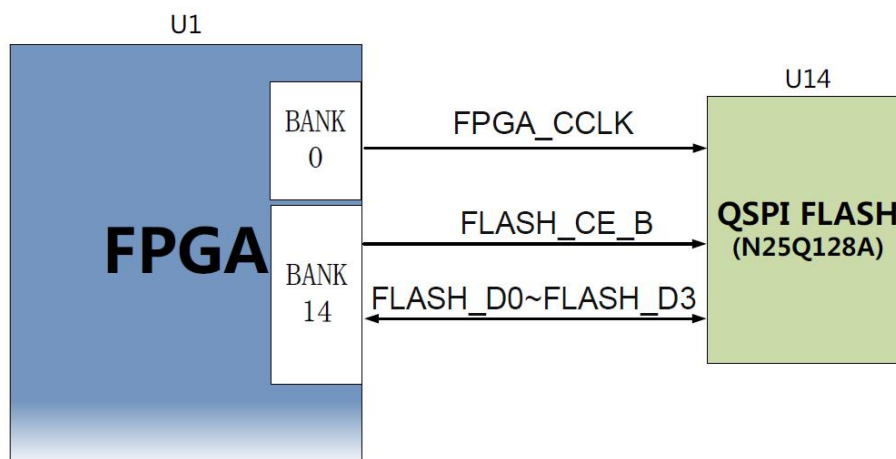 U1
U14
BANK
0
FPGA_CCLK
FPGA
BANK
14
FLASH_CE_B
FLASH_D0~FLASH_D3
QSPI FLASH
(N25Q128A)